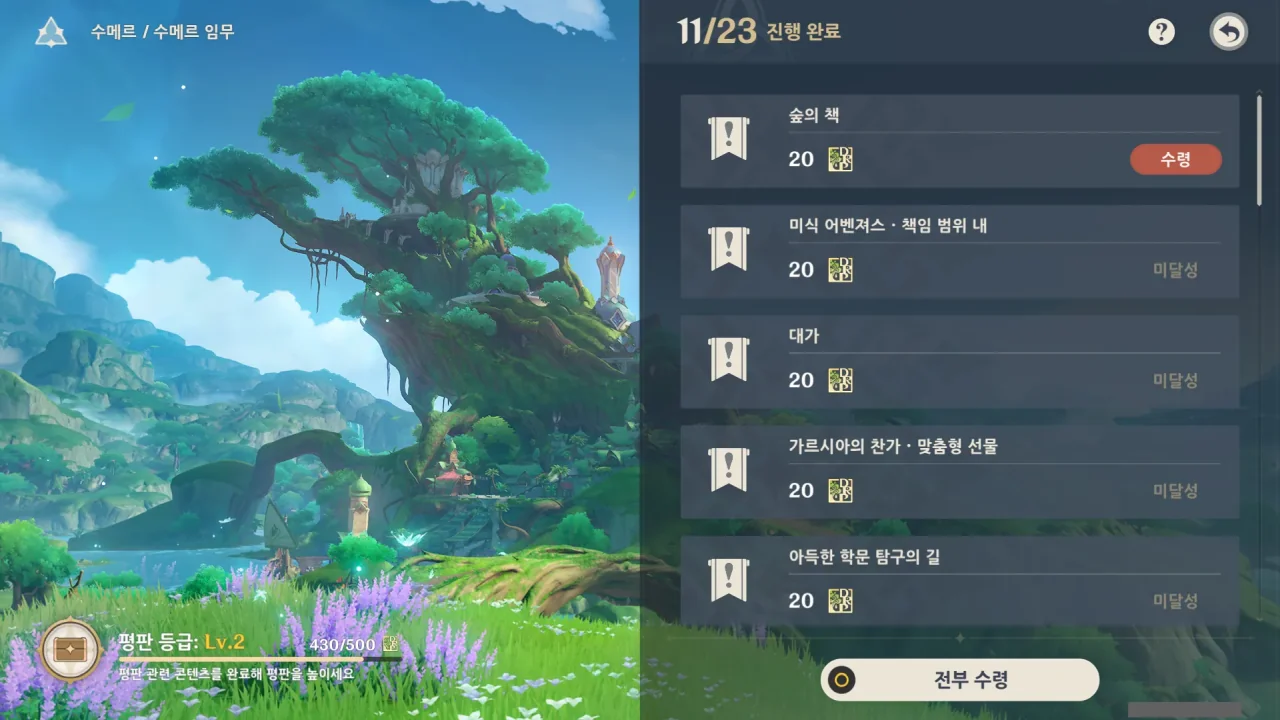 수메르 / 수메르 임무
11/23 진행 완료
?
숲의 책
20
수령
미식 어벤져스 · 책임 범위 내
20
미달성
대가
20
미달성
가르시아의 찬가 · 맞춤형 선물
20
미달성
아득한 학문 탐구의 길
20
미달성
평판 등급: Lv.2
430/500
평판 관련 콘텐츠를 완료해 평판을 높이세요
전부 수령